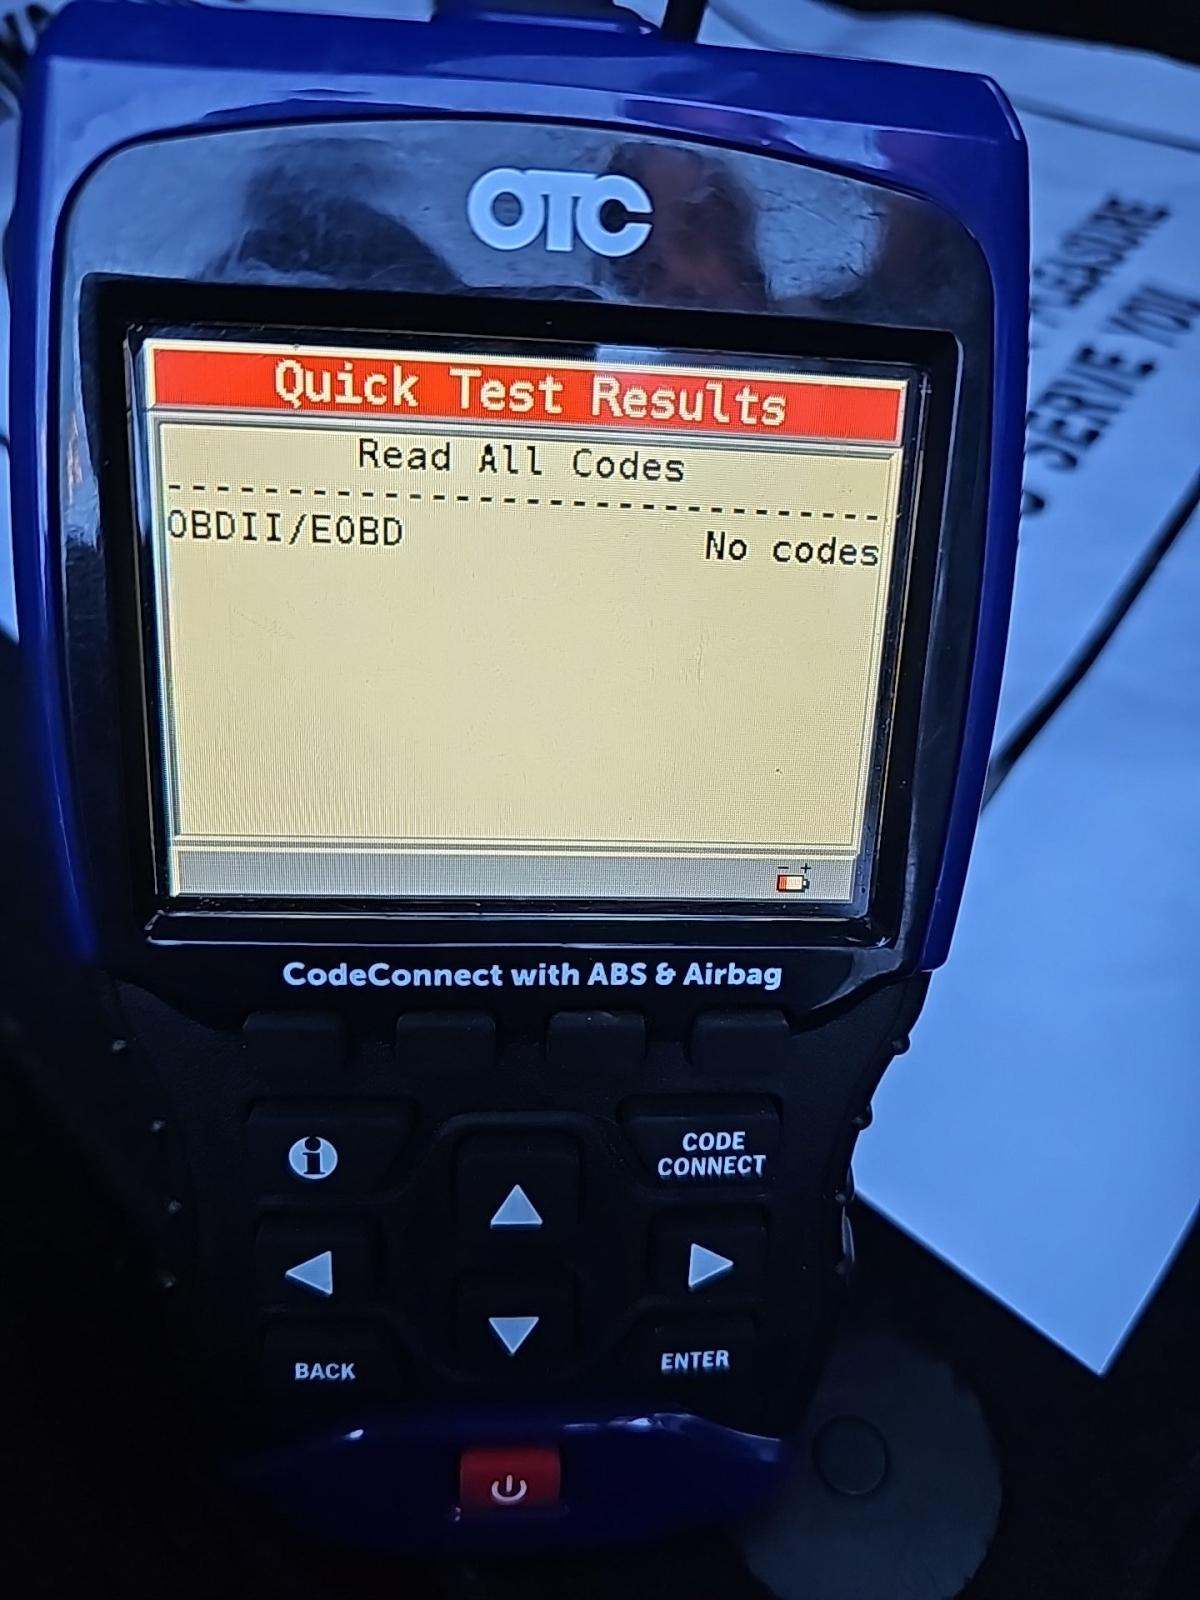 OTC
Quick Test Results
Read All Codes
OBDII/EOBD No codes
- +
CodeConnect with ABS & Airbag
i
CODE
CONNECT
BACK
ENTER
PLEASURE
SERVE YOU